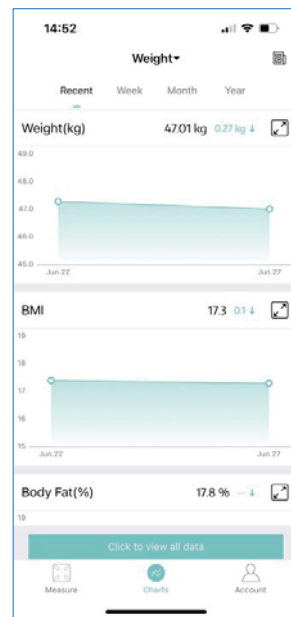 14:52
Weight
Recent Week Month Year
Weight(kg) 47.01 kg 0.27 kg ↓
49.0
48.0
47.0
46.0
45.0
Jun.22 Jun.27
BMI 17.3 0.1 ↓
19
18
17
16
15
Jun.22 Jun.27
Body Fat(%) 17.8 % -- ↓
19
Click to view all data
Measure Charts Account